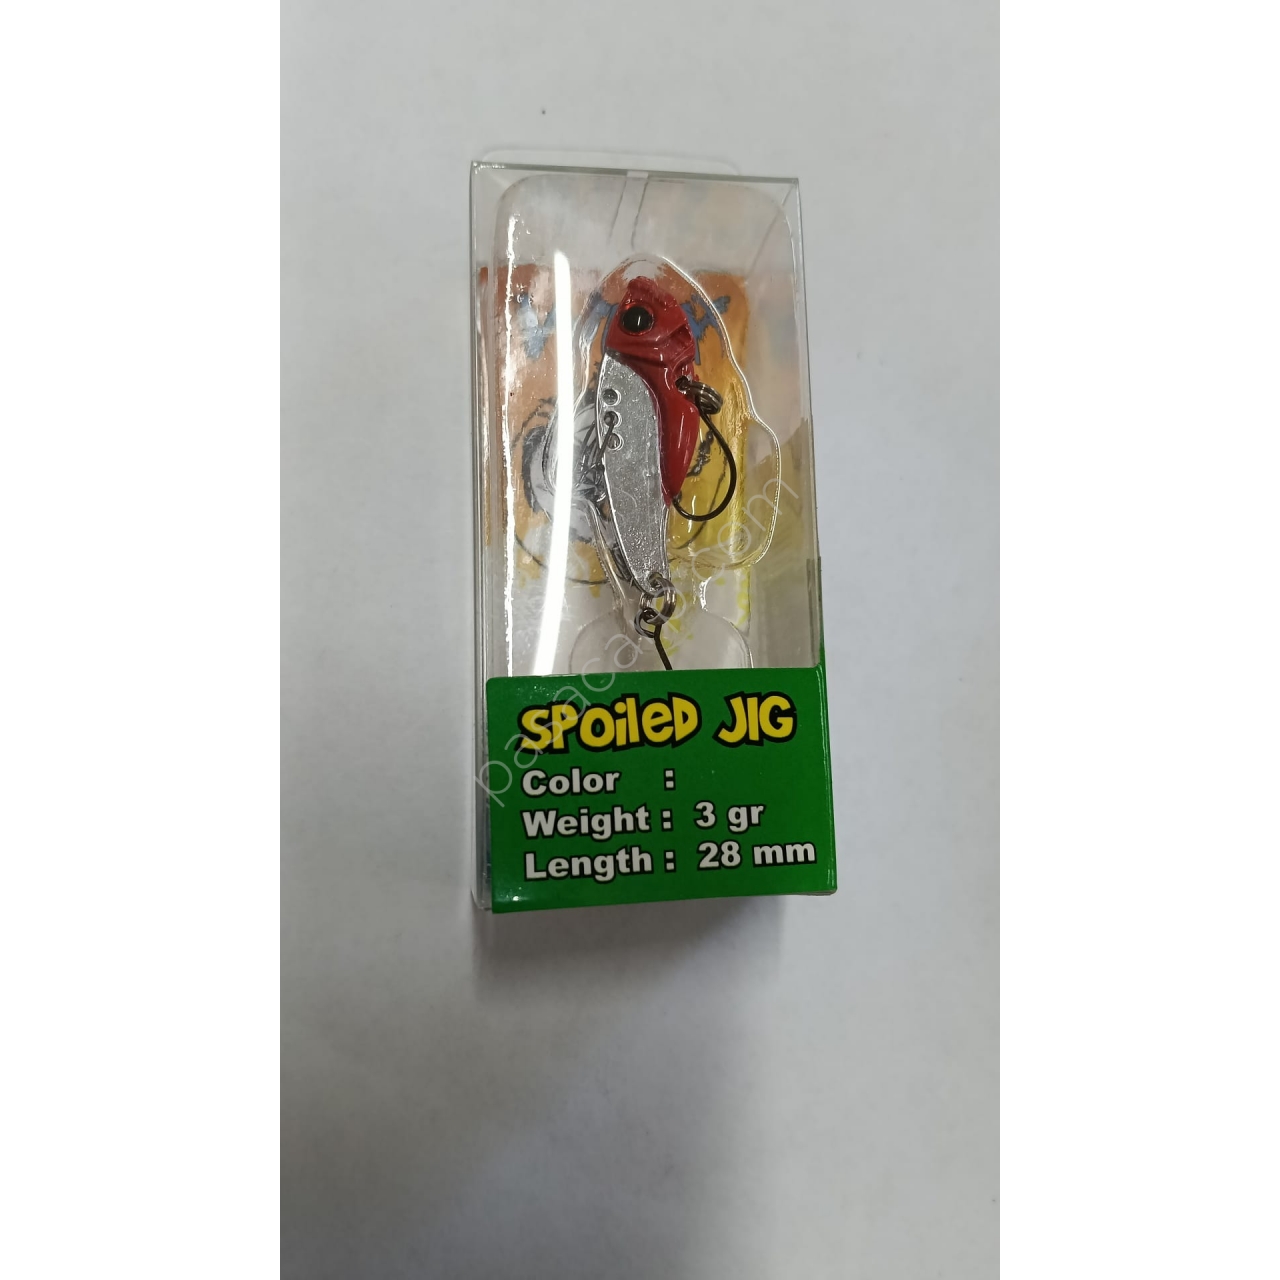 SPOILED JIG
Color :
Weight : 3 gr
Length : 28 mm